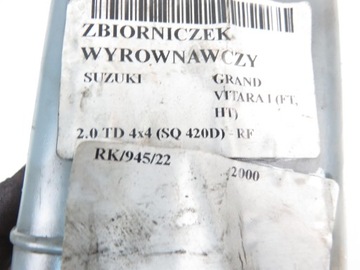 ZBIORNICZEK
WYROWNAWCZY
SUZUKI GRAND
VITARA I (FT,
HT)
2.0 TD 4x4 (SQ 420D) - RF
RK/945/22
2000